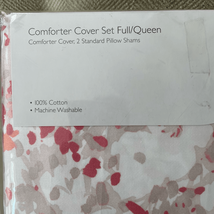 Comforter Cover Set Full/Queen
Comforter Cover, 2 Standard Pillow Shams
• 100% Cotton
• Machine Washable